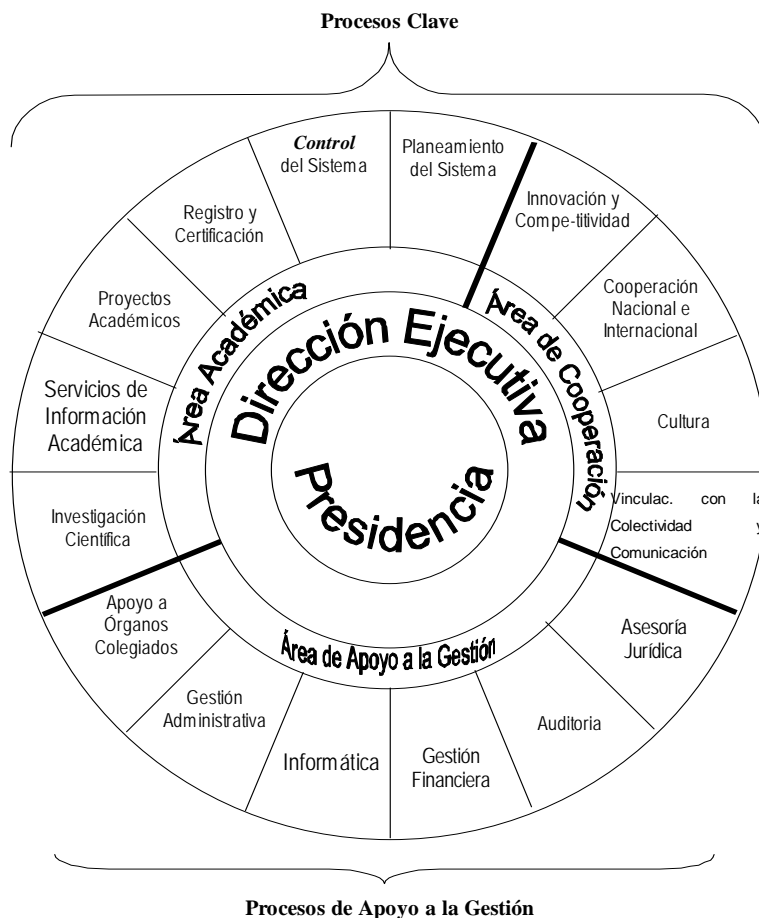 Procesos Clave
Control
del Sistema
Planeamiento
del Sistema
Innovación y
Compe-titividad
Cooperación
Nacional e
Internacional
Cultura
Vinculac. con la
Colectividad y
Comunicación
Asesoría
Jurídica
Auditoria
Gestión
Financiera
Informática
Gestión
Administrativa
Apoyo a
Órganos
Colegiados
Investigación
Científica
Servicios de
Información
Académica
Proyectos
Académicos
Registro y
Certificación
Área Académica
Área de Cooperación
Área de Apoyo a la Gestión
Dirección Ejecutiva
Presidencia
Procesos de Apoyo a la Gestión